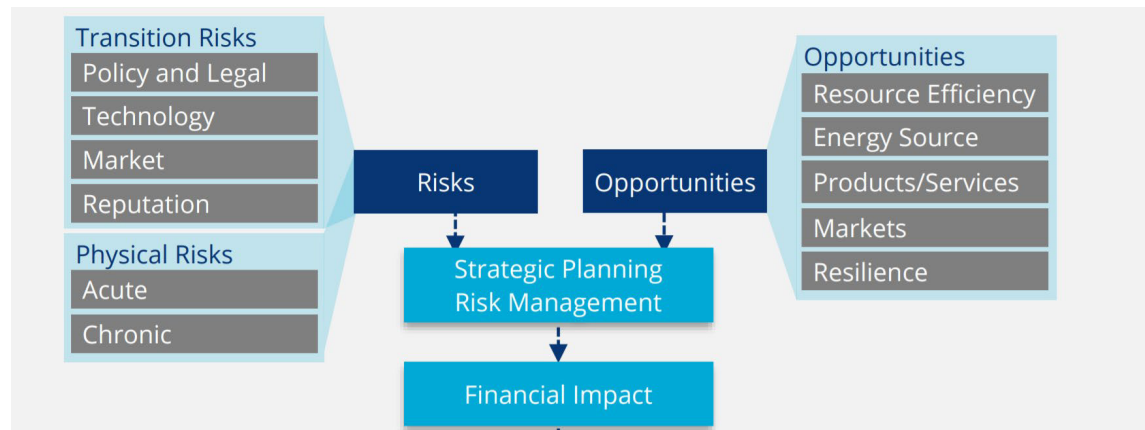 Transition Risks
Policy and Legal
Technology
Market
Reputation
Physical Risks
Acute
Chronic
Risks
Opportunities
Strategic Planning
Risk Management
Financial Impact
Opportunities
Resource Efficiency
Energy Source
Products/Services
Markets
Resilience